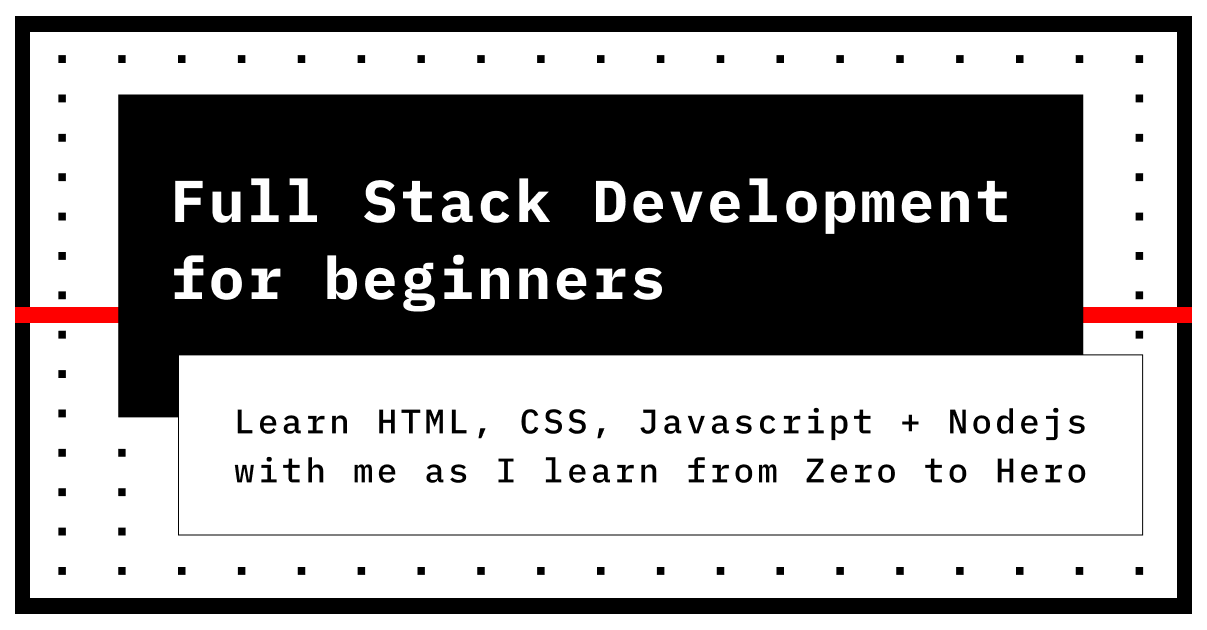 Full Stack Development
for beginners
Learn HTML, CSS, Javascript + Nodejs
with me as I learn from Zero to Hero